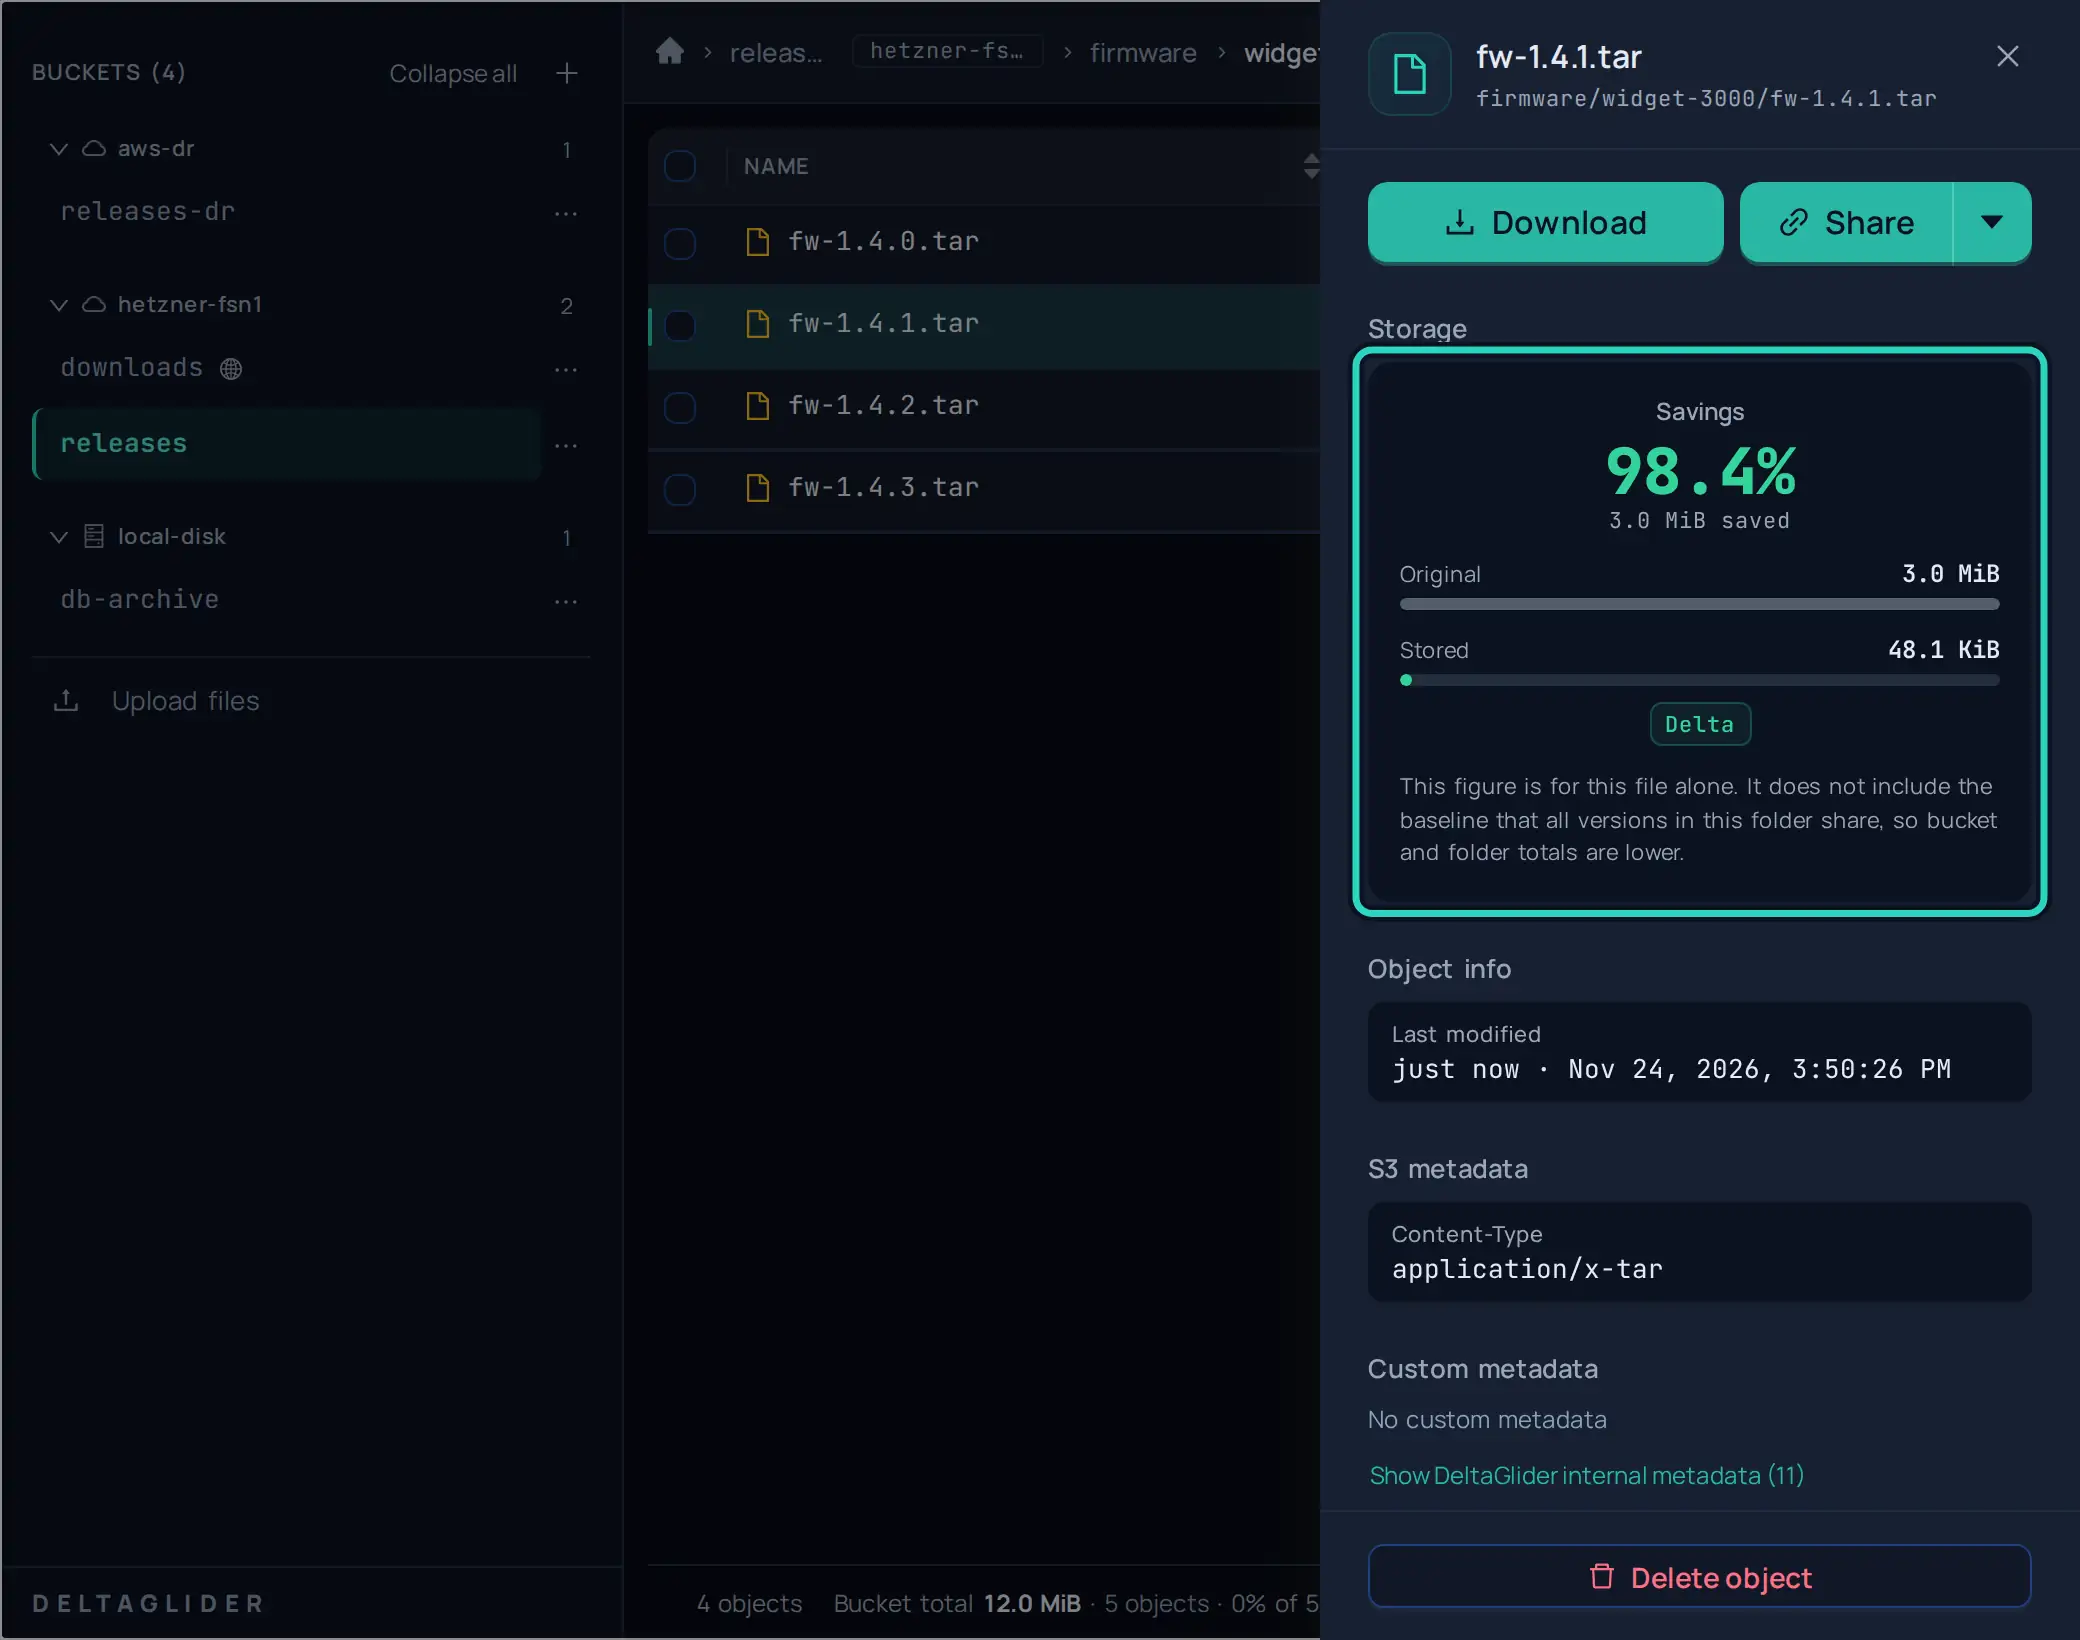 BUCKETS (4)
Collapse all
aws-dr
1
releases-dr
...
hetzner-fsn1
2
downloads
...
releases
...
local-disk
1
db-archive
...
Upload files
DELTAGLIDER
releas…
hetzner-fs…
firmware
NAME
fw-1.4.0.tar
fw-1.4.1.tar
fw-1.4.2.tar
fw-1.4.3.tar
4 objects
Bucket total 12.0 MiB · 5 objects · 0% of 5
fw-1.4.1.tar
firmware/widget-3000/fw-1.4.1.tar
Download
Share
Storage
Savings
98.4%
3.0 MiB saved
Original
3.0 MiB
Stored
48.1 KiB
Delta
This figure is for this file alone. It does not include the
baseline that all versions in this folder share, so bucket
and folder totals are lower.
Object info
Last modified
just now · Nov 24, 2026, 3:50:26 PM
S3 metadata
Content-Type
application/x-tar
Custom metadata
No custom metadata
Show DeltaGlider internal metadata (11)
Delete object